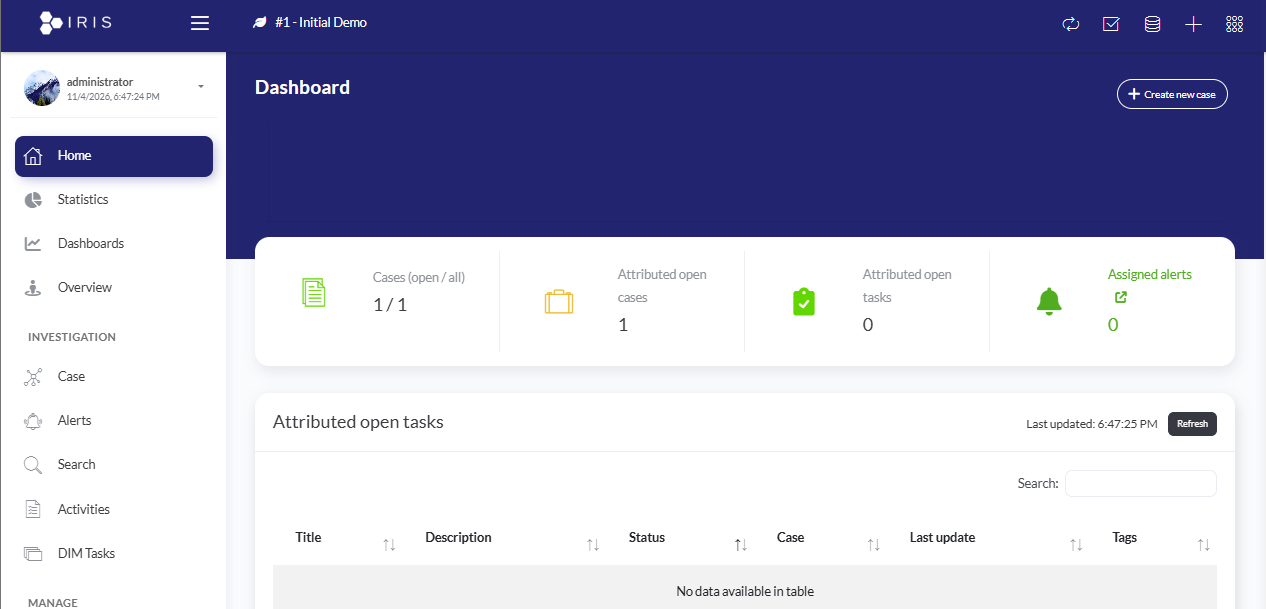 IRIS
#1 - Initial Demo
administrator
11/4/2026, 6:47:24 PM
Home
Statistics
Dashboards
Overview
INVESTIGATION
Case
Alerts
Search
Activities
DIM Tasks
MANAGE
Dashboard
Create new case
Cases (open / all)
1 / 1
Attributed open
cases
1
Attributed open
tasks
0
Assigned alerts
0
Attributed open tasks
Last updated: 6:47:25 PM
Refresh
Search:
Title Description Status Case Last update Tags
No data available in table